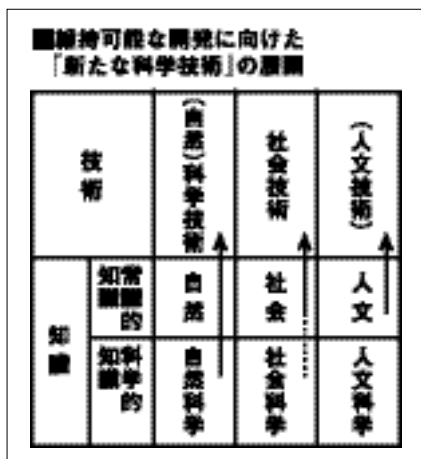 ■維持可能な開発に向けた
「新たな科学技術」の展開
技術
(自然)科学技術
社会技術
(人文技術)
知識
常識的
知識
自然
社会
人文
科学的
知識
自然科学
社会科学
人文科学